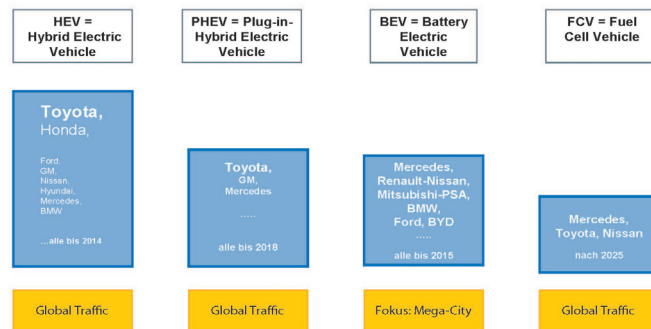 HEV =
Hybrid Electric
Vehicle
Toyota,
Honda,
Ford,
GM,
Nissan,
Hyundai,
Mercedes,
BMW
...alle bis 2014
Global Traffic
PHEV = Plug-in-
Hybrid Electric
Vehicle
Toyota,
GM,
Mercedes
.....
alle bis 2018
Global Traffic
BEV = Battery
Electric
Vehicle
Mercedes,
Renault-Nissan,
Mitsubishi-PSA,
BMW,
Ford, BYD
.....
alle bis 2015
Fokus: Mega-City
FCV = Fuel
Cell Vehicle
Mercedes,
Toyota, Nissan
nach 2025
Global Traffic